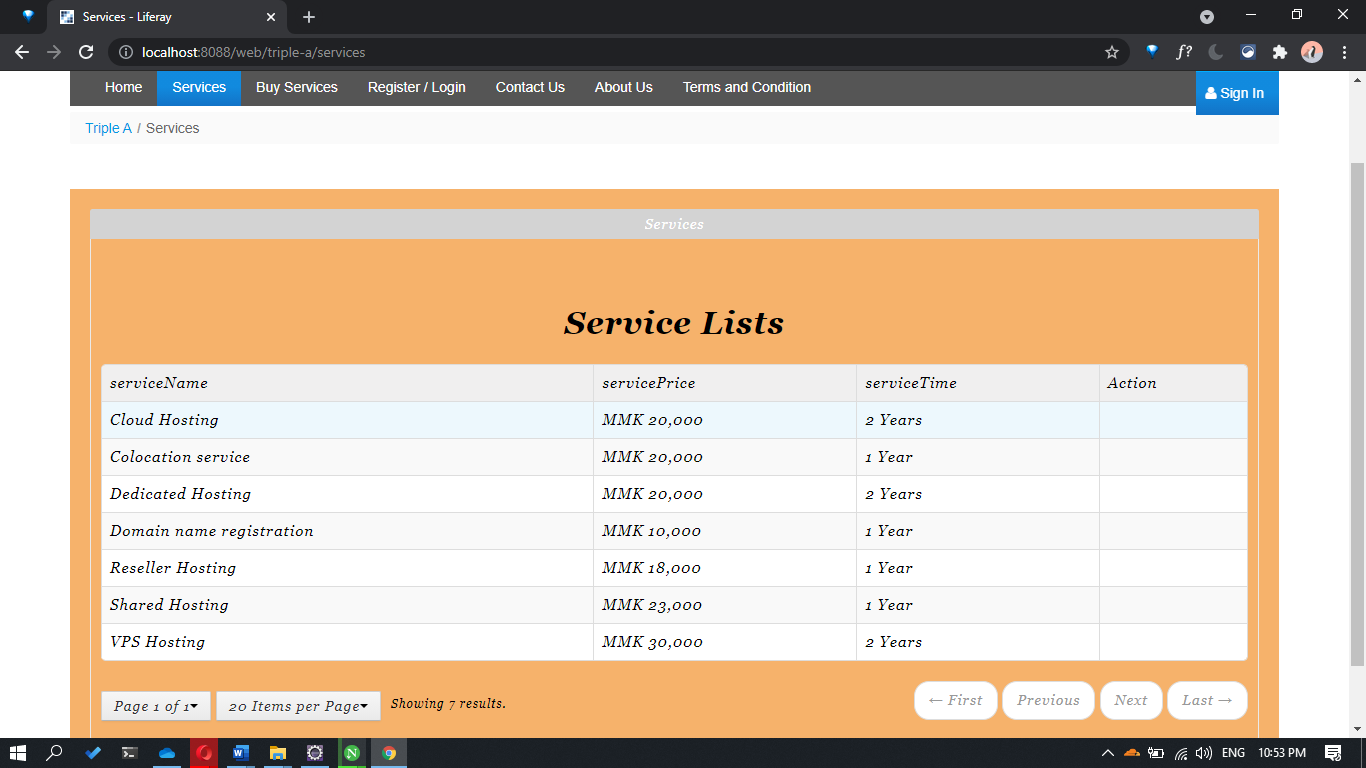 Services - Liferay
localhost:8088/web/triple-a/services
f?
Home Services Buy Services Register / Login Contact Us About Us Terms and Condition Sign In
Triple A / Services
Services
Service Lists
serviceName servicePrice serviceTime Action
Cloud Hosting MMK 20,000 2 Years
Colocation service MMK 20,000 1 Year
Dedicated Hosting MMK 20,000 2 Years
Domain name registration MMK 10,000 1 Year
Reseller Hosting MMK 18,000 1 Year
Shared Hosting MMK 23,000 1 Year
VPS Hosting MMK 30,000 2 Years
Page 1 of 1 20 Items per Page Showing 7 results. ← First Previous Next Last →
ENG 10:53 PM